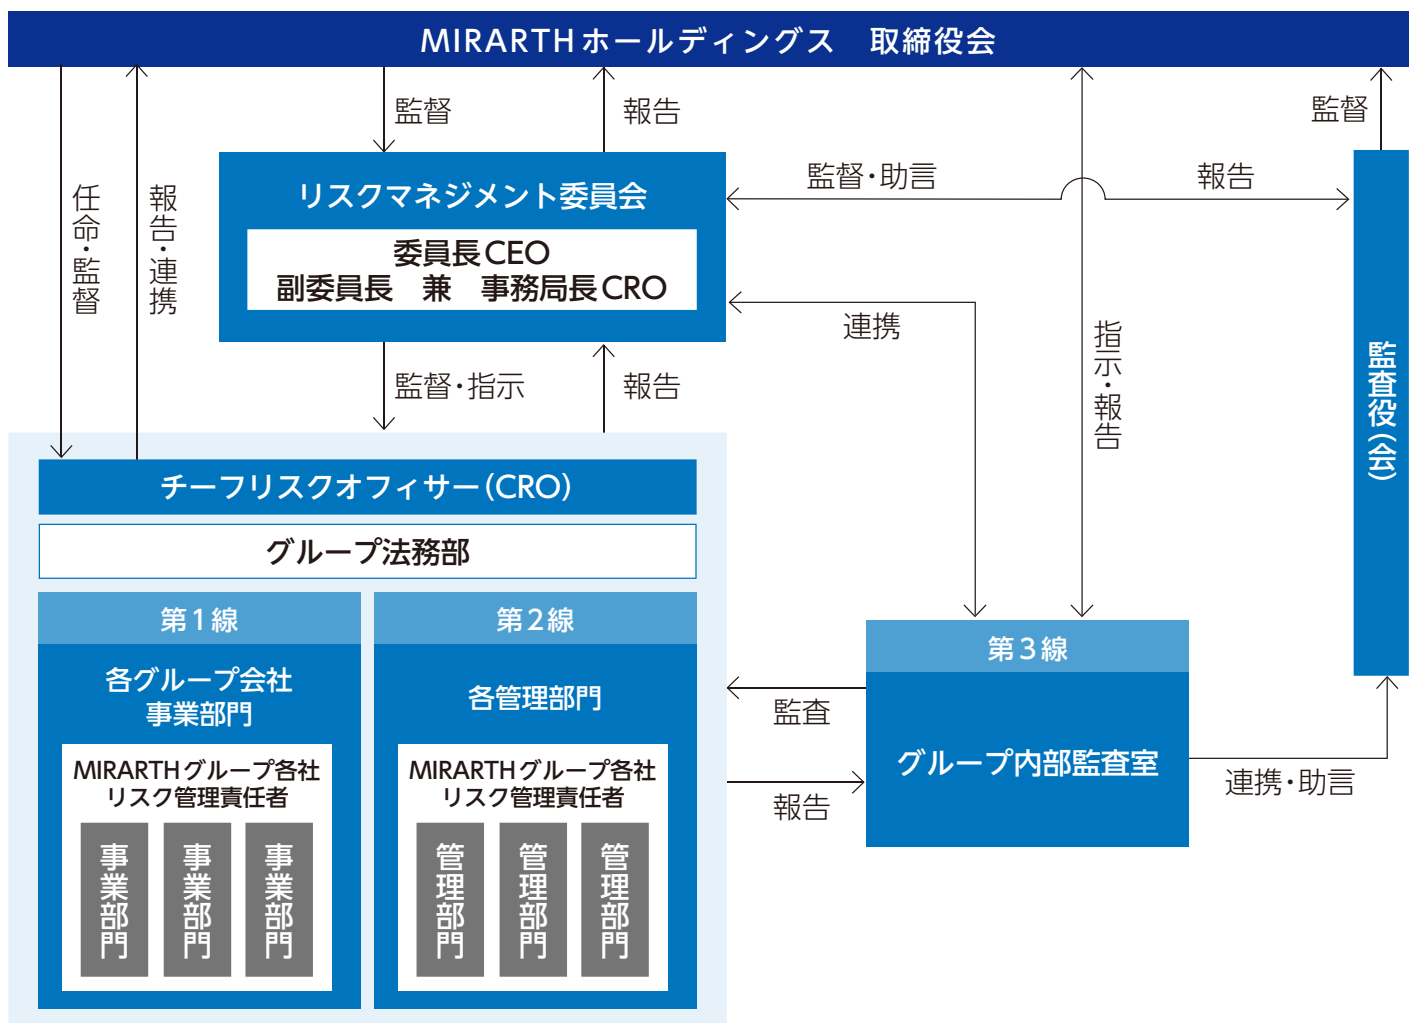 MIRARTHホールディングス　取締役会
監督
報告
監督
任命・監督
報告・連携
リスクマネジメント委員会
委員長CEO
副委員長　兼　事務局長CRO
監督・助言
報告
連携
指示・報告
監査役(会)
監督・指示
報告
チーフリスクオフィサー(CRO)
グループ法務部
第1線
各グループ会社
事業部門
MIRARTHグループ各社
リスク管理責任者
事業部門
事業部門
事業部門
第2線
各管理部門
MIRARTHグループ各社
リスク管理責任者
管理部門
管理部門
管理部門
監査
報告
第3線
グループ内部監査室
連携・助言